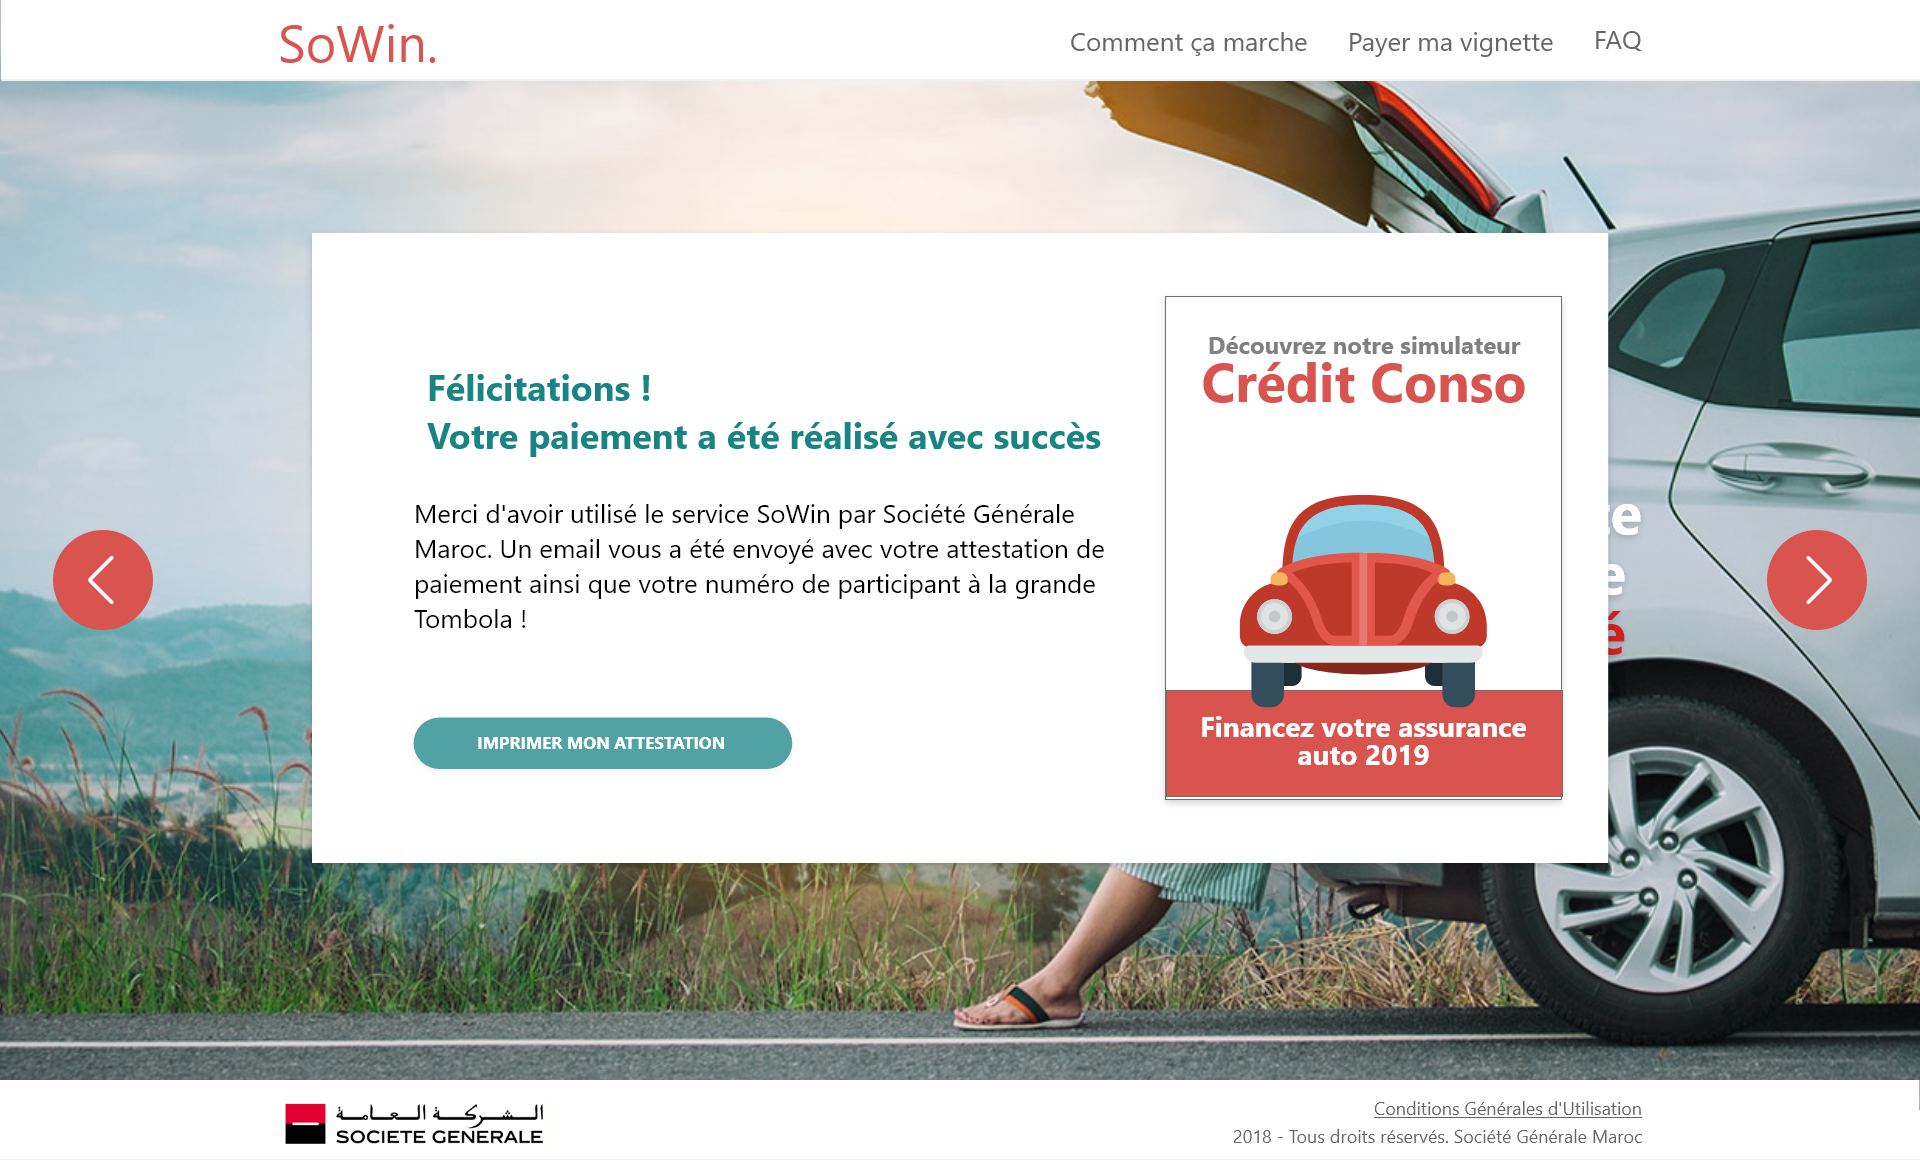 SoWin.
Comment ça marche
Payer ma vignette
FAQ
Félicitations !
Votre paiement a été réalisé avec succès
Merci d'avoir utilisé le service SoWin par Société Générale
Maroc. Un email vous a été envoyé avec votre attestation de
paiement ainsi que votre numéro de participant à la grande
Tombola !
IMPRIMER MON ATTESTATION
Découvrez notre simulateur
Crédit Conso
Financez votre assurance
auto 2019
الشركة العامة
SOCIETE GENERALE
Conditions Générales d'Utilisation
2018 - Tous droits réservés. Société Générale Maroc